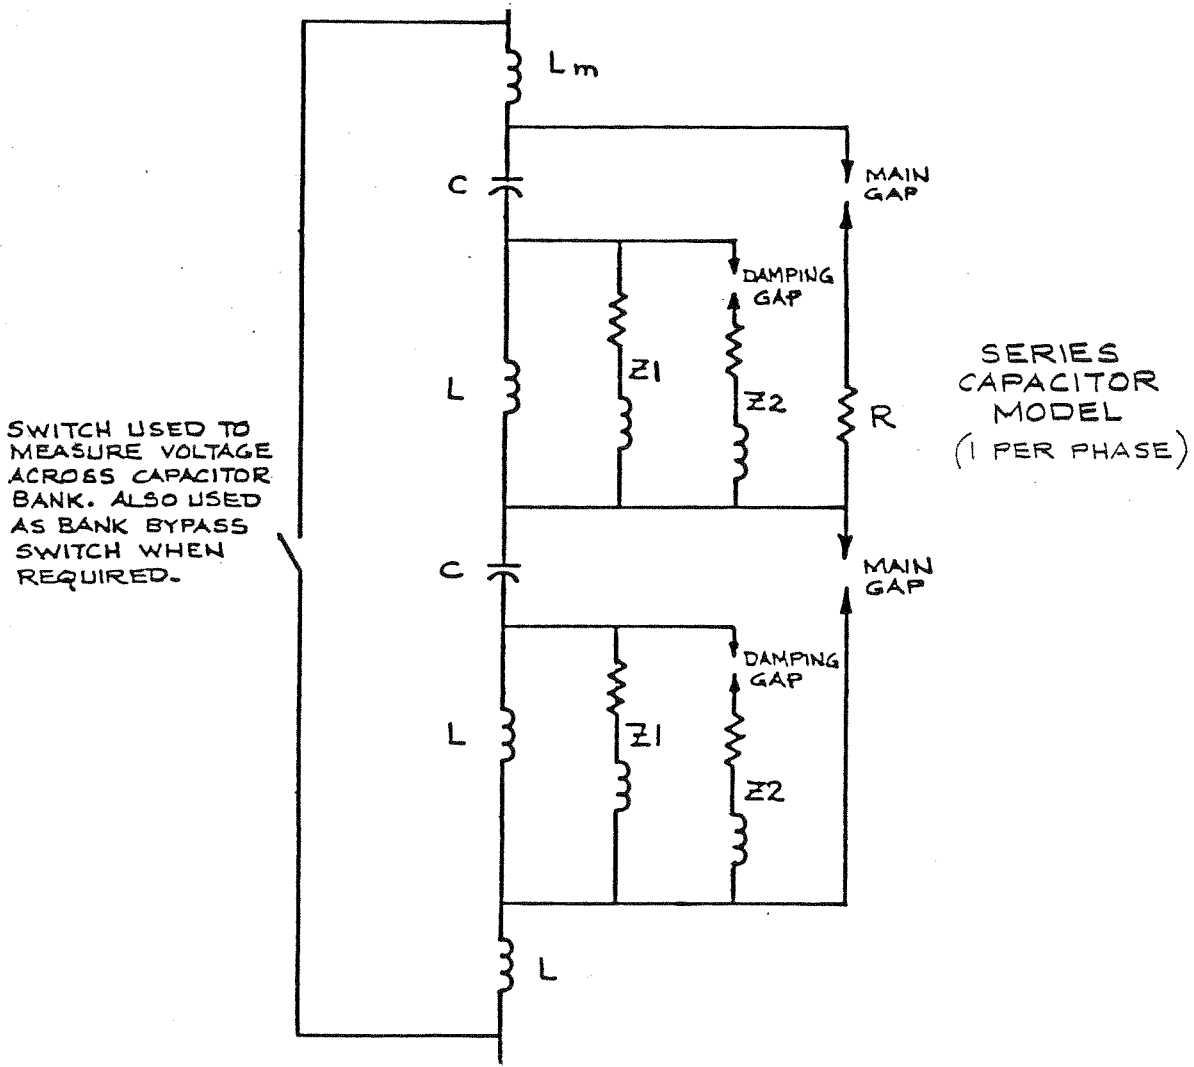 Lm
C
MAIN
GAP
DAMPING
GAP
Z1
L
Z2
R
SERIES
CAPACITOR
MODEL
(1 PER PHASE)
SWITCH USED TO
MEASURE VOLTAGE
ACROSS CAPACITOR
BANK. ALSO USED
AS BANK BYPASS
SWITCH WHEN
REQUIRED.
C
MAIN
GAP
DAMPING
GAP
L
Z1
Z2
L